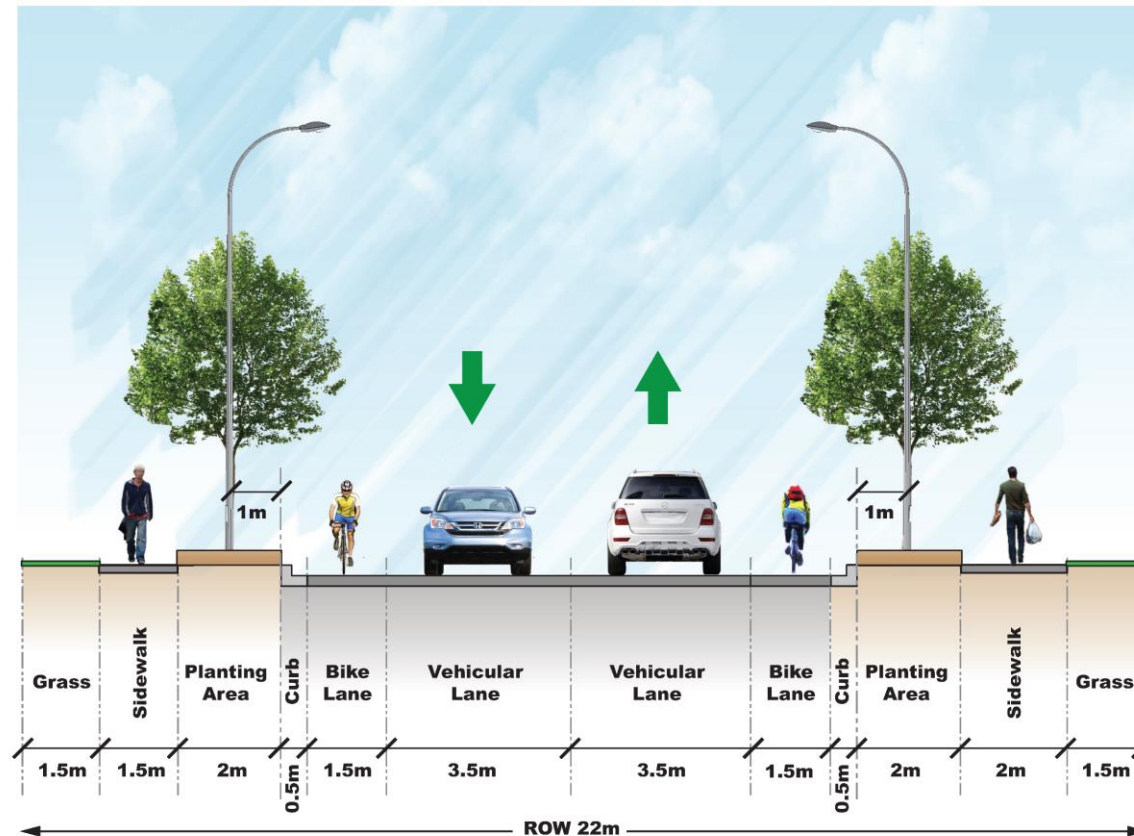 1m
1m
Grass
Sidewalk
Planting
Area
Curb
Bike
Lane
Vehicular
Lane
Vehicular
Lane
Bike
Lane
Curb
Planting
Area
Sidewalk
Grass
1.5m
1.5m
2m
0.5m
1.5m
3.5m
3.5m
1.5m
0.5m
2m
2m
1.5m
ROW 22m